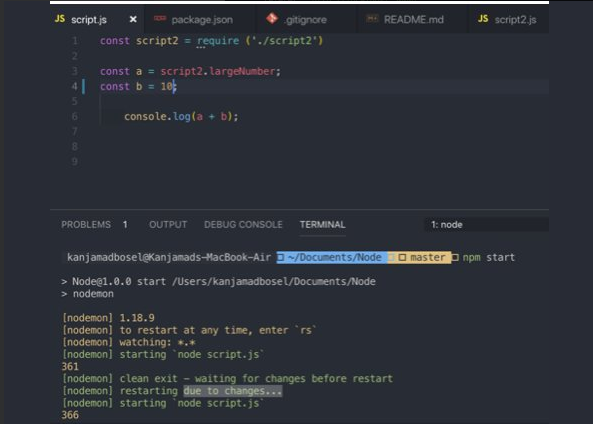 JS script.js × package.json .gitignore README.md JS script2.js
1 const script2 = require ('./script2')
2
3 const a = script2.largeNumber;
4 const b = 10;
5
6 console.log(a + b);
7
8
9
PROBLEMS 1 OUTPUT DEBUG CONSOLE TERMINAL 1: node
kanjamadbosel@Kanjamads-MacBook-Air ~/Documents/Node master npm start
> Node@1.0.0 start /Users/kanjamadbosel/Documents/Node
> nodemon
[nodemon] 1.18.9
[nodemon] to restart at any time, enter `rs`
[nodemon] watching: *.*
[nodemon] starting `node script.js`
361
[nodemon] clean exit - waiting for changes before restart
[nodemon] restarting due to changes...
[nodemon] starting `node script.js`
366